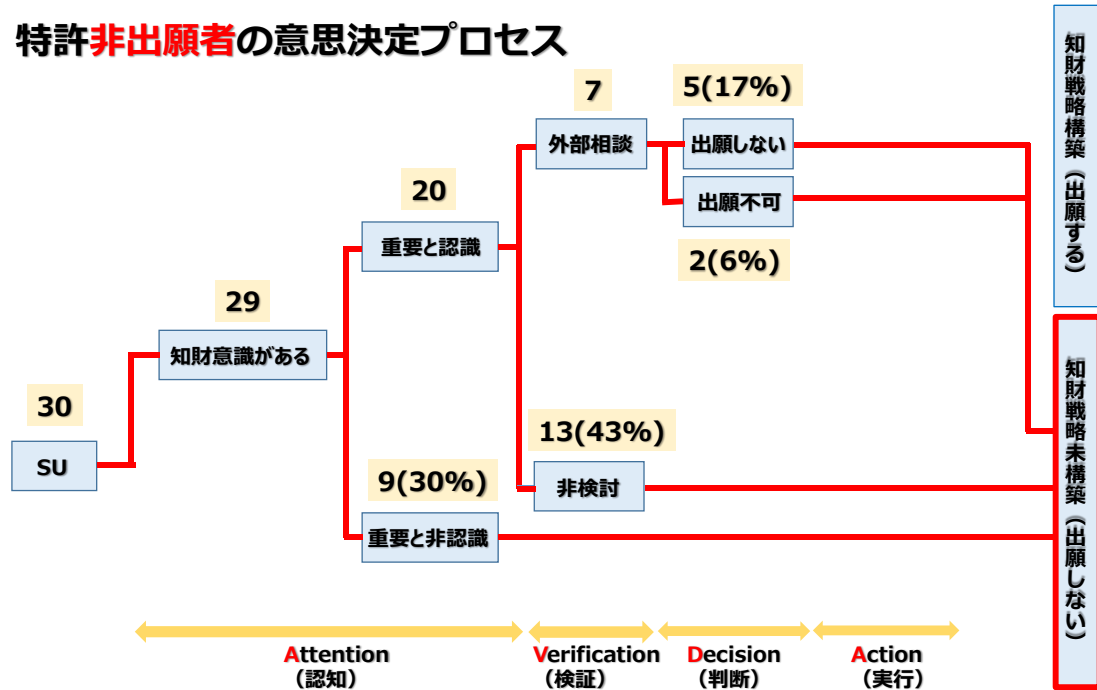 特許非出願者の意思決定プロセス
7
5(17%)
外部相談
出願しない
20
出願不可
重要と認識
2(6%)
29
知財意識がある
30
SU
13(43%)
9(30%)
非検討
重要と非認識
知財戦略構築（出願する）
知財戦略未構築（出願しない）
Attention
（認知）
Verification
（検証）
Decision
（判断）
Action
（実行）